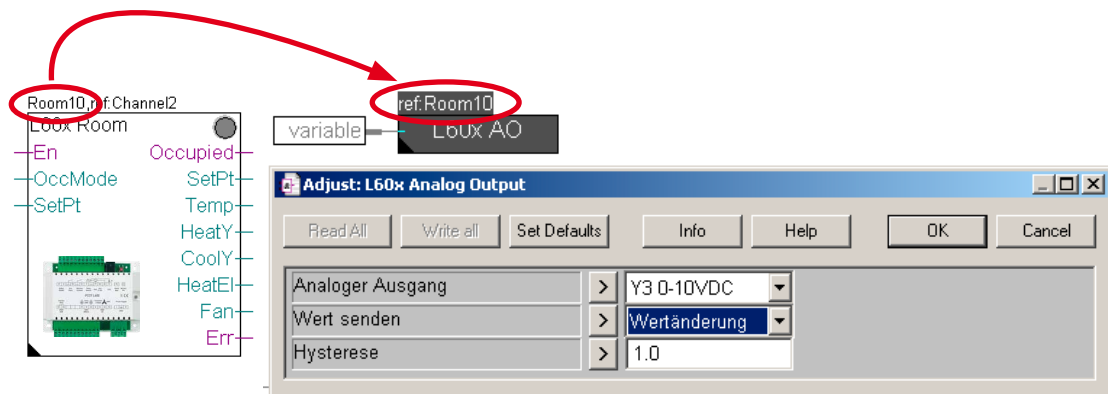 Room10,ref:Channel2
L60x Room
En
OccMode
SetPt
Occupied
SetPt
Temp
HeatY
CoolY
HeatEl
Fan
Err
ref:Room10
variable
L60x AO
Adjust: L60x Analog Output
Read All Write all Set Defaults Info Help OK Cancel
Analoger Ausgang > Y3 0-10VDC
Wert senden > Wertänderung
Hysterese > 1.0